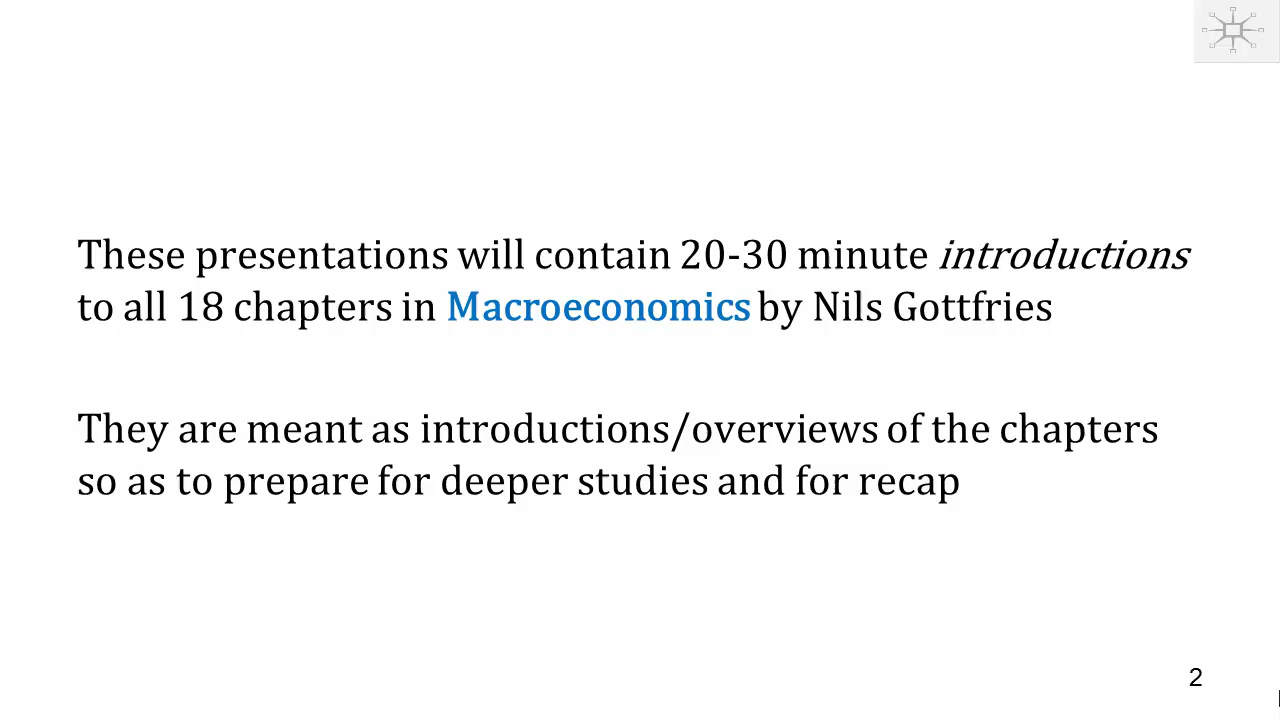 These presentations will contain 20-30 minute introductions
to all 18 chapters in Macroeconomics by Nils Gottfries
They are meant as introductions/overviews of the chapters
so as to prepare for deeper studies and for recap
2